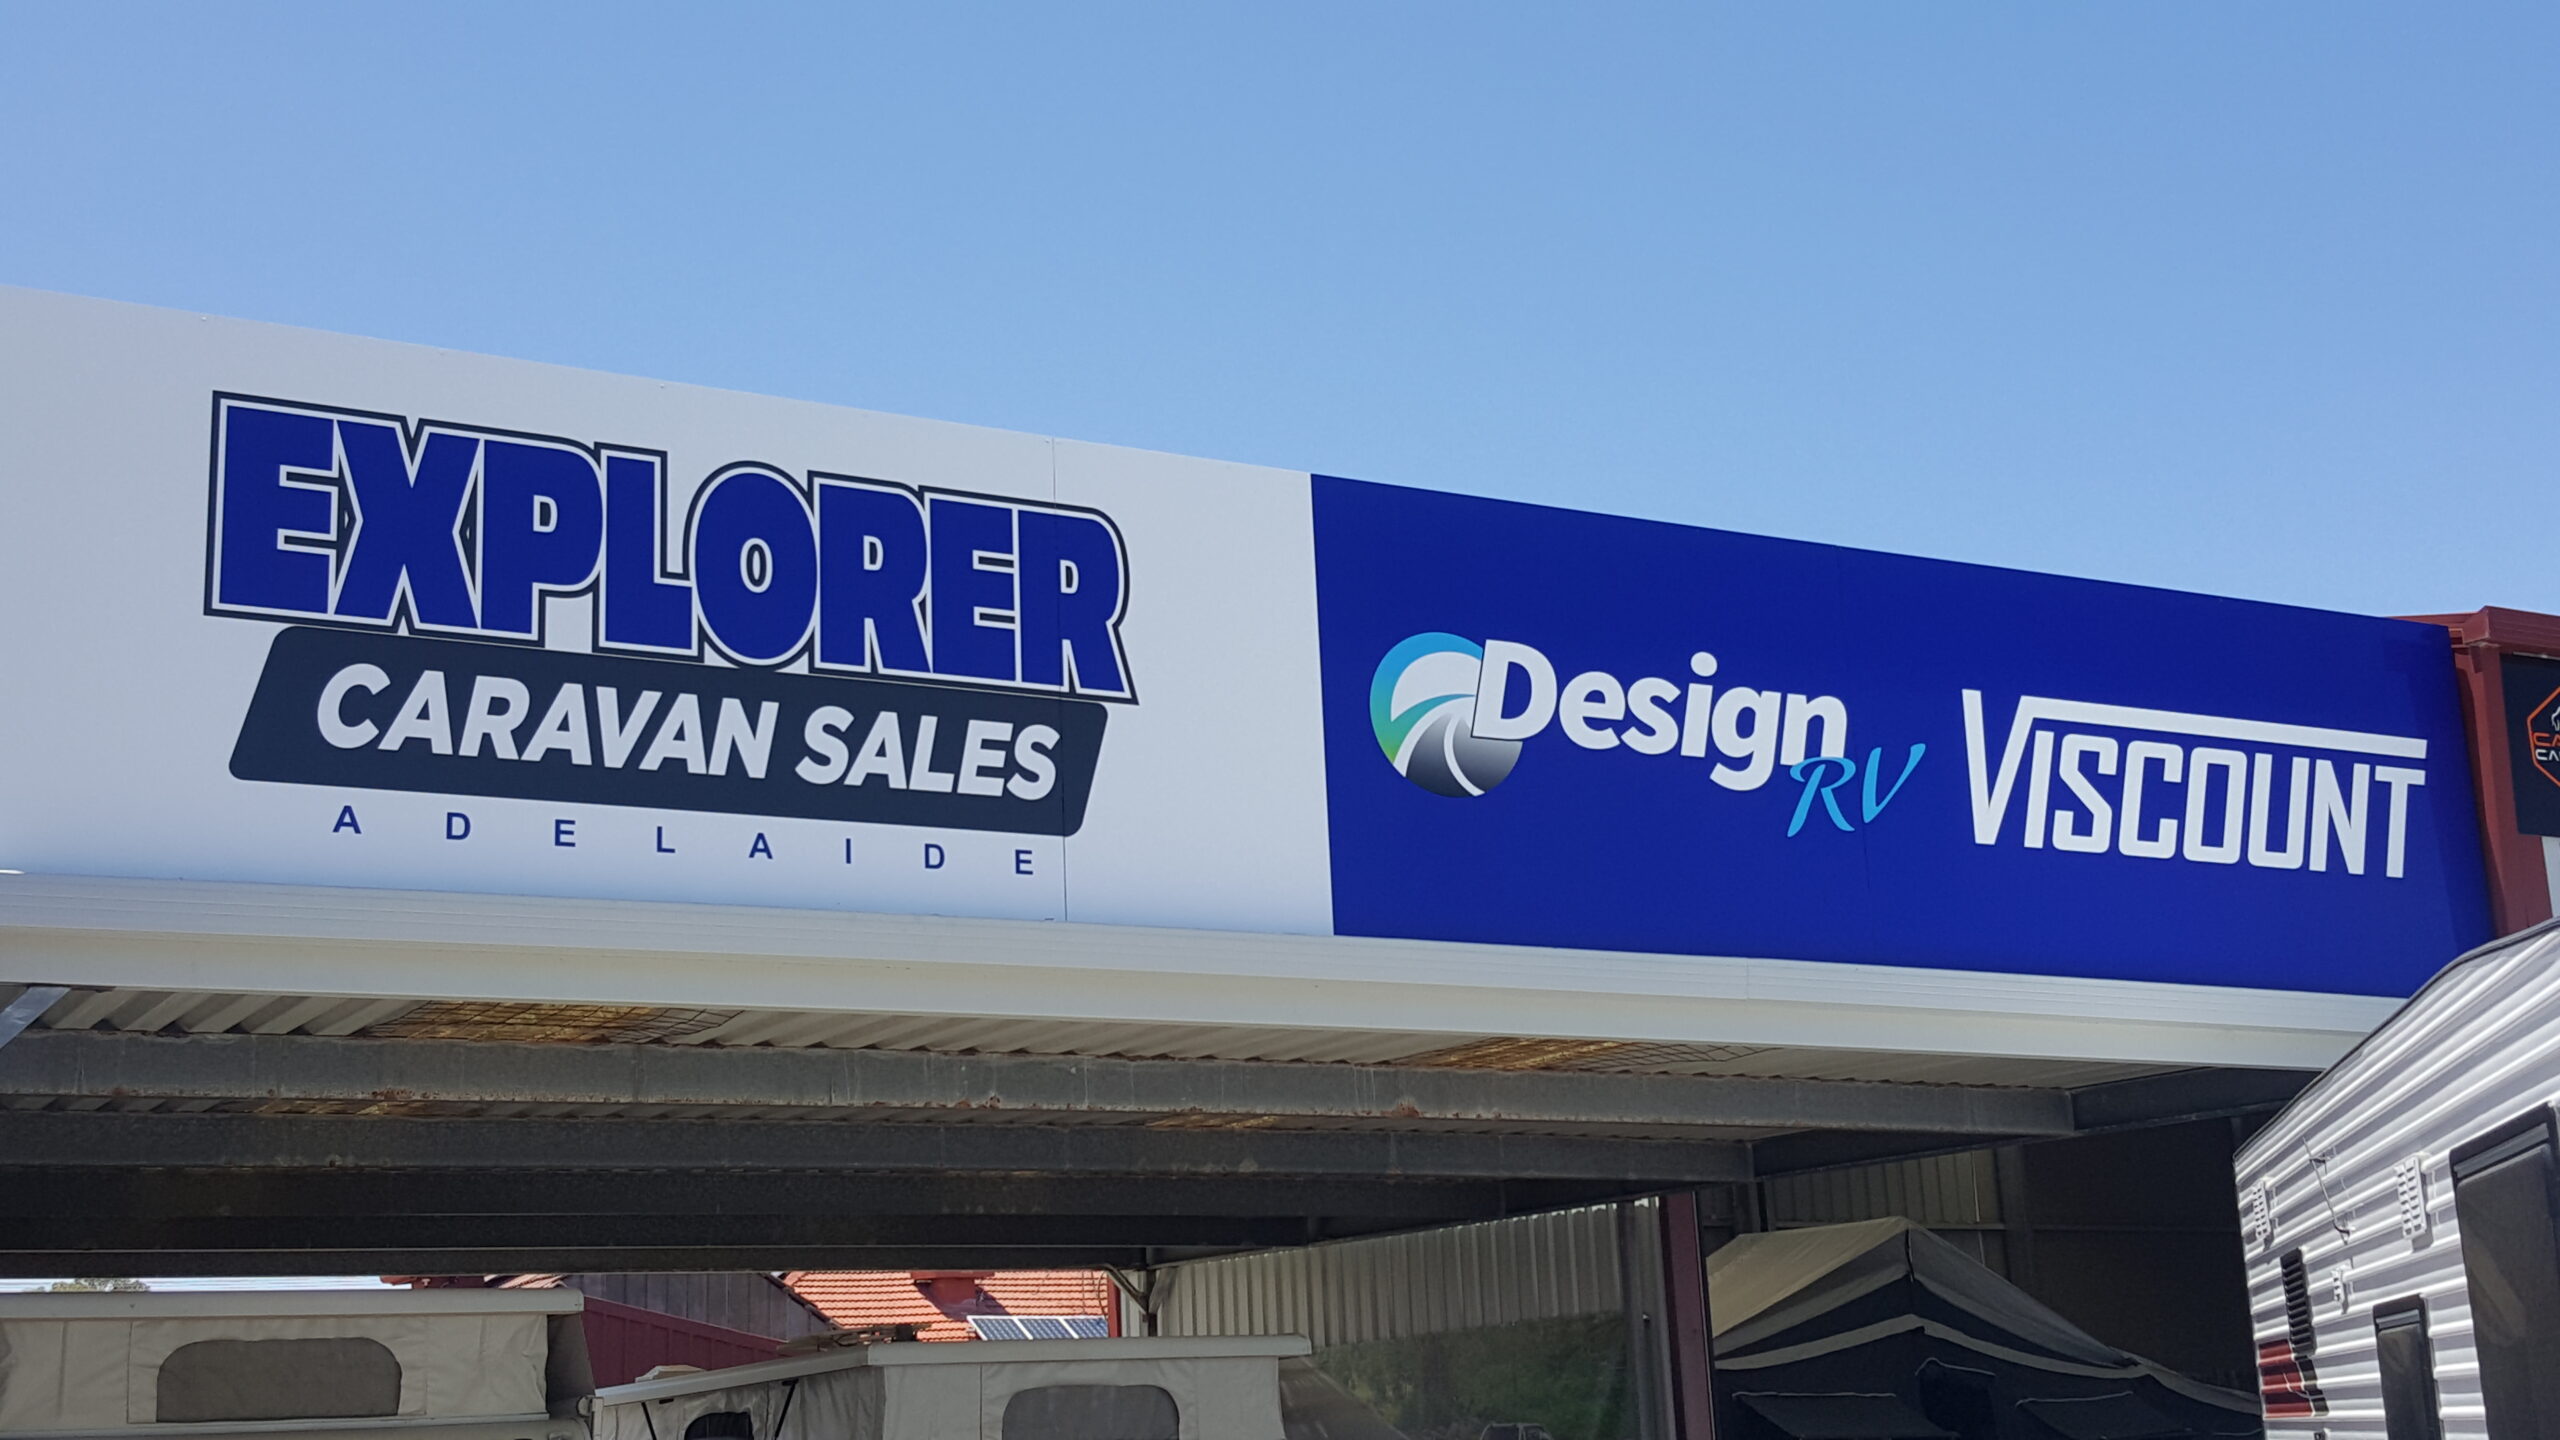 EXPLORER
CARAVAN SALES
ADELAIDE
Design
RV
VISCOUNT